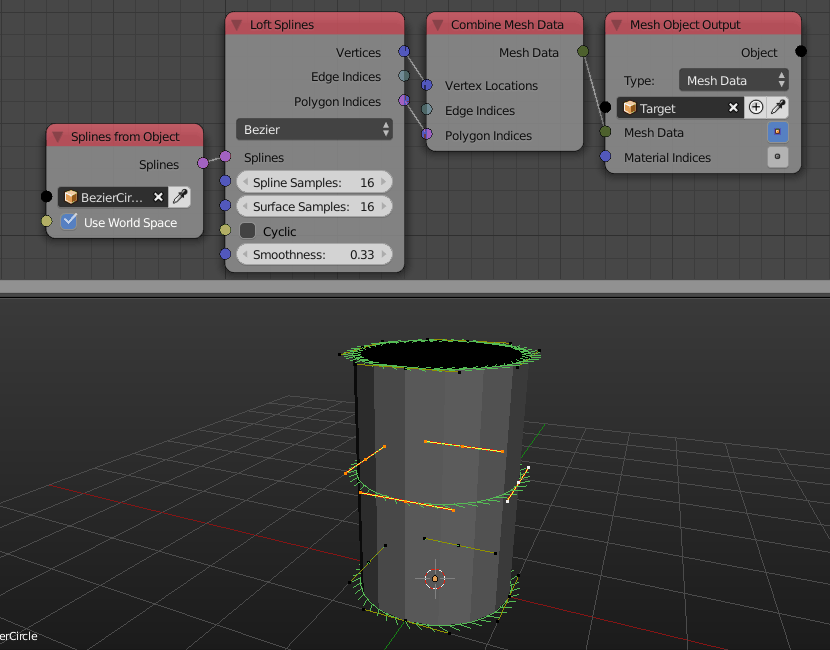 Loft Splines
Vertices
Edge Indices
Polygon Indices
Bezier
Splines
Spline Samples: 16
Surface Samples: 16
Cyclic
Smoothness: 0.33
Combine Mesh Data
Mesh Data
Vertex Locations
Edge Indices
Polygon Indices
Mesh Object Output
Object
Type: Mesh Data
Target
Mesh Data
Material Indices
Splines from Object
Splines
BezierCir...
Use World Space
erCircle